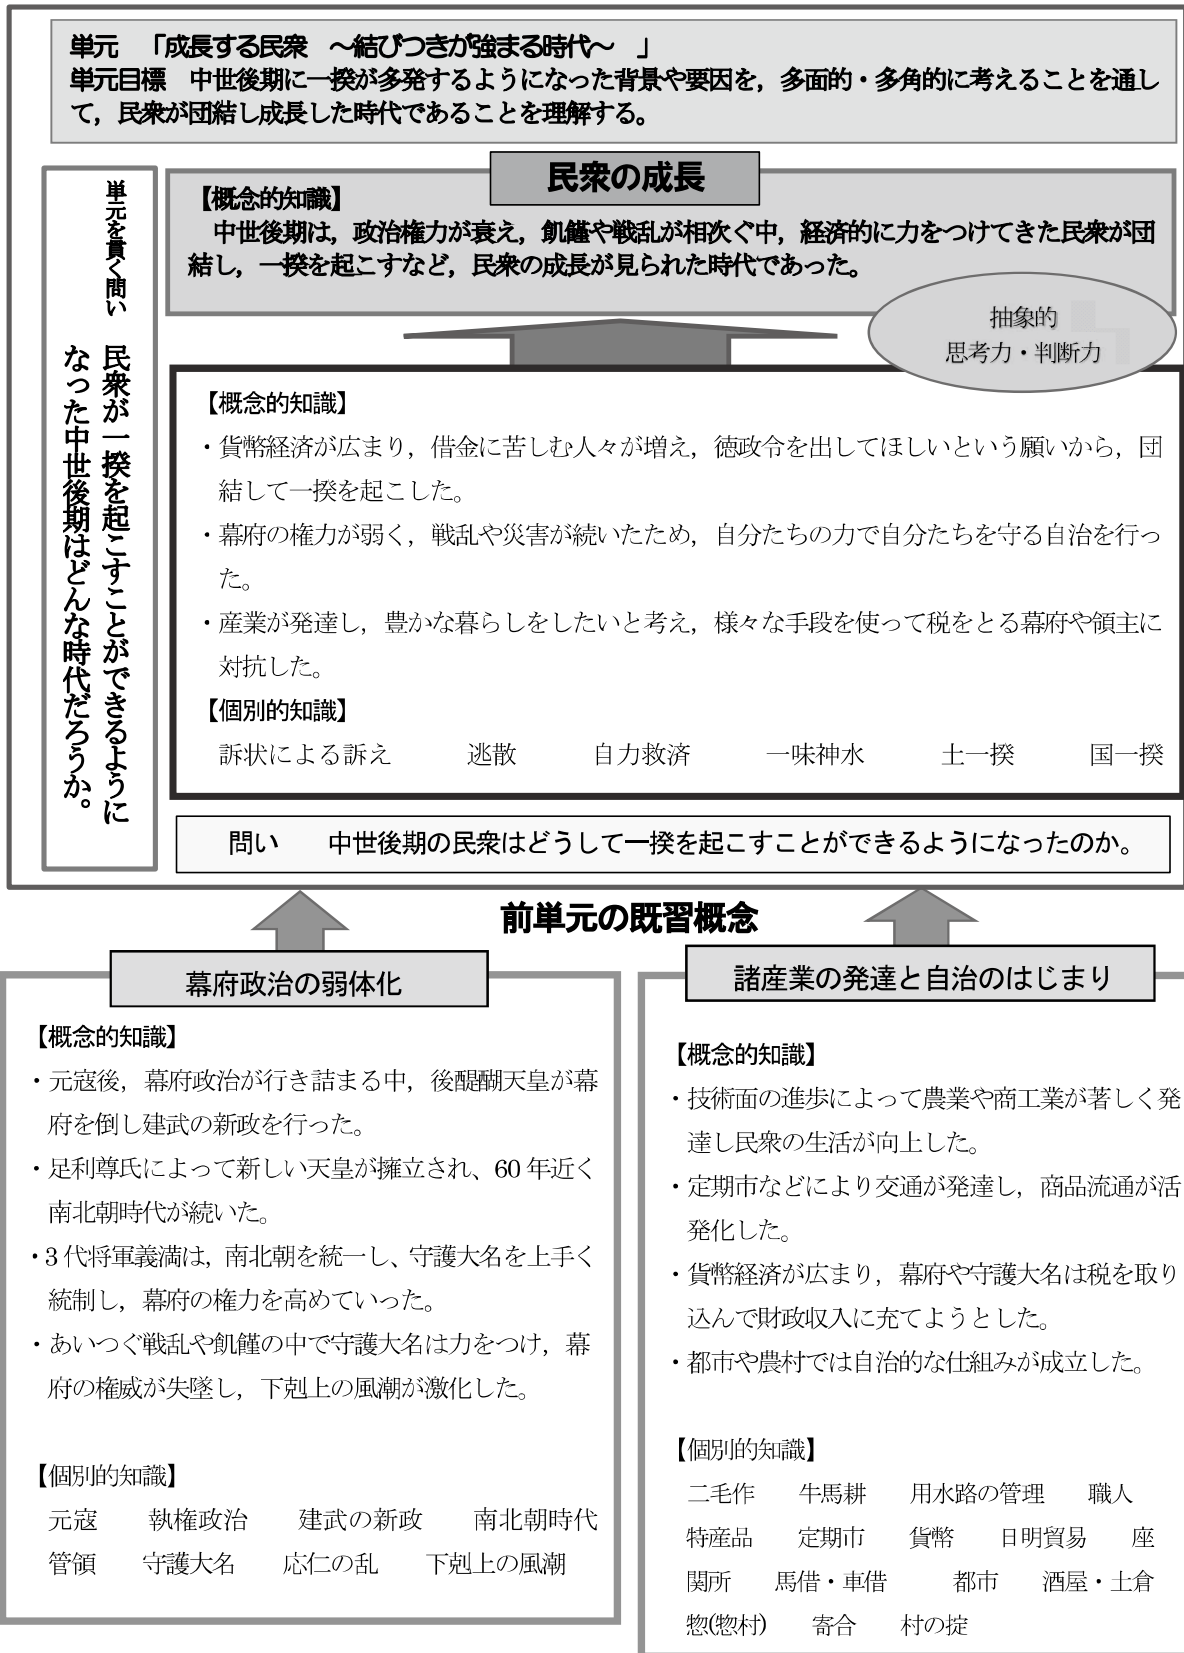 単元　「成長する民衆　～結びつきが強まる時代～　」
単元目標　中世後期に一揆が多発するようになった背景や要因を，多面的・多角的に考えることを通し
て，民衆が団結し成長した時代であることを理解する。
単元を貫く問い　民衆が一揆を起こすことができるように
なった中世後期はどんな時代だろうか。
民衆の成長
【概念的知識】
中世後期は，政治権力が衰え，飢饉や戦乱が相次ぐ中，経済的に力をつけてきた民衆が団
結し，一揆を起こすなど，民衆の成長が見られた時代であった。
抽象的
思考力・判断力
【概念的知識】
・貨幣経済が広まり，借金に苦しむ人々が増え，徳政令を出してほしいという願いから，団
結して一揆を起こした。
・幕府の権力が弱く，戦乱や災害が続いたため，自分たちの力で自分たちを守る自治を行っ
た。
・産業が発達し，豊かな暮らしをしたいと考え，様々な手段を使って税をとる幕府や領主に
対抗した。
【個別的知識】
訴状による訴え　逃散　自力救済　一味神水　土一揆　国一揆
問い　中世後期の民衆はどうして一揆を起こすことができるようになったのか。
前単元の既習概念
幕府政治の弱体化
【概念的知識】
・元寇後，幕府政治が行き詰まる中，後醍醐天皇が幕
府を倒し建武の新政を行った。
・足利尊氏によって新しい天皇が擁立され、60 年近く
南北朝時代が続いた。
・3 代将軍義満は，南北朝を統一し、守護大名を上手く
統制し，幕府の権力を高めていった。
・あいつぐ戦乱や飢饉の中で守護大名は力をつけ，幕
府の権威が失墜し，下剋上の風潮が激化した。
【個別的知識】
元寇　執権政治　建武の新政　南北朝時代
管領　守護大名　応仁の乱　下剋上の風潮
諸産業の発達と自治のはじまり
【概念的知識】
・技術面の進歩によって農業や商工業が著しく発
達し民衆の生活が向上した。
・定期市などにより交通が発達し，商品流通が活
発化した。
・貨幣経済が広まり，幕府や守護大名は税を取り
込んで財政収入に充てようとした。
・都市や農村では自治的な仕組みが成立した。
【個別的知識】
二毛作　牛馬耕　用水路の管理　職人
特産品　定期市　貨幣　日明貿易　座
関所　馬借・車借　都市　酒屋・土倉
惣(惣村)　寄合　村の掟